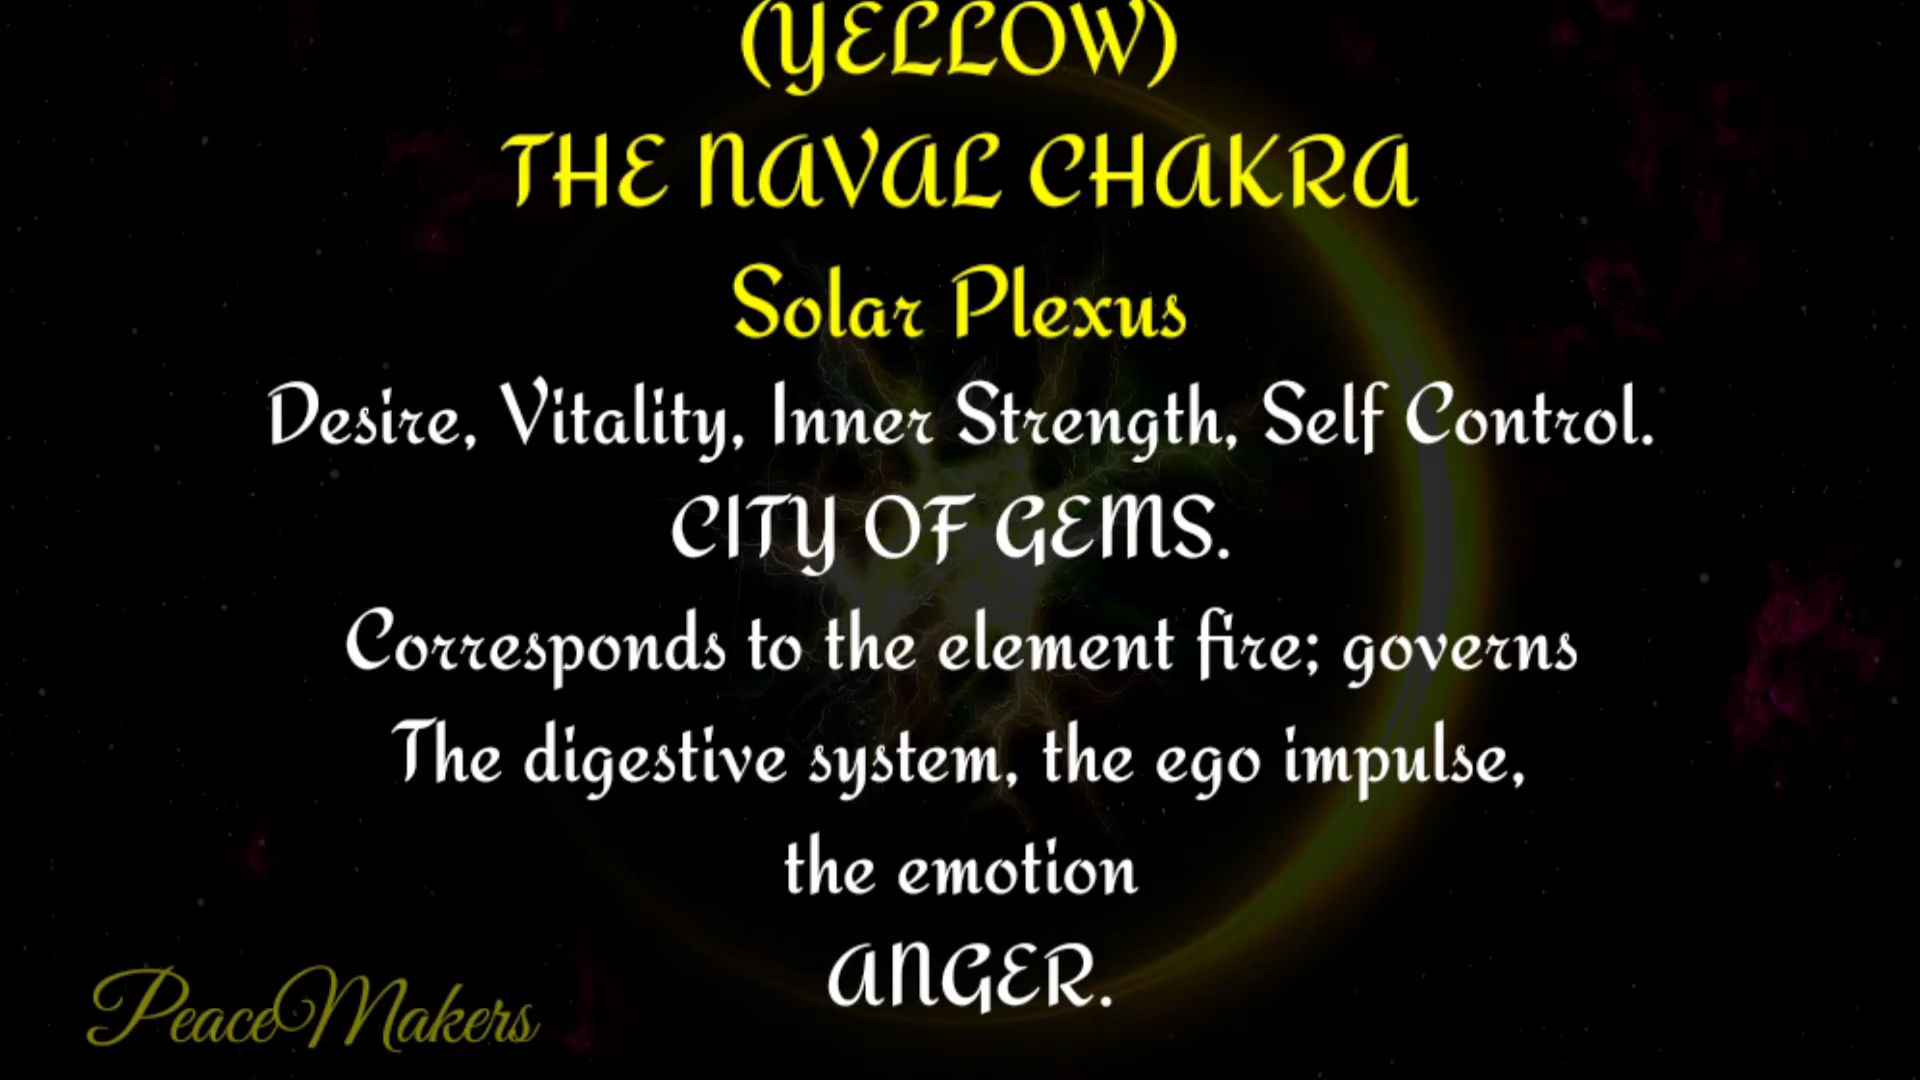 (YELLOW)
THE NAVAL CHAKRA
Solar Plexus
Desire, Vitality, Inner Strength, Self Control.
CITY OF GEMS.
Corresponds to the element fire; governs
The digestive system, the ego impulse,
the emotion
ANGER.
PeaceMakers